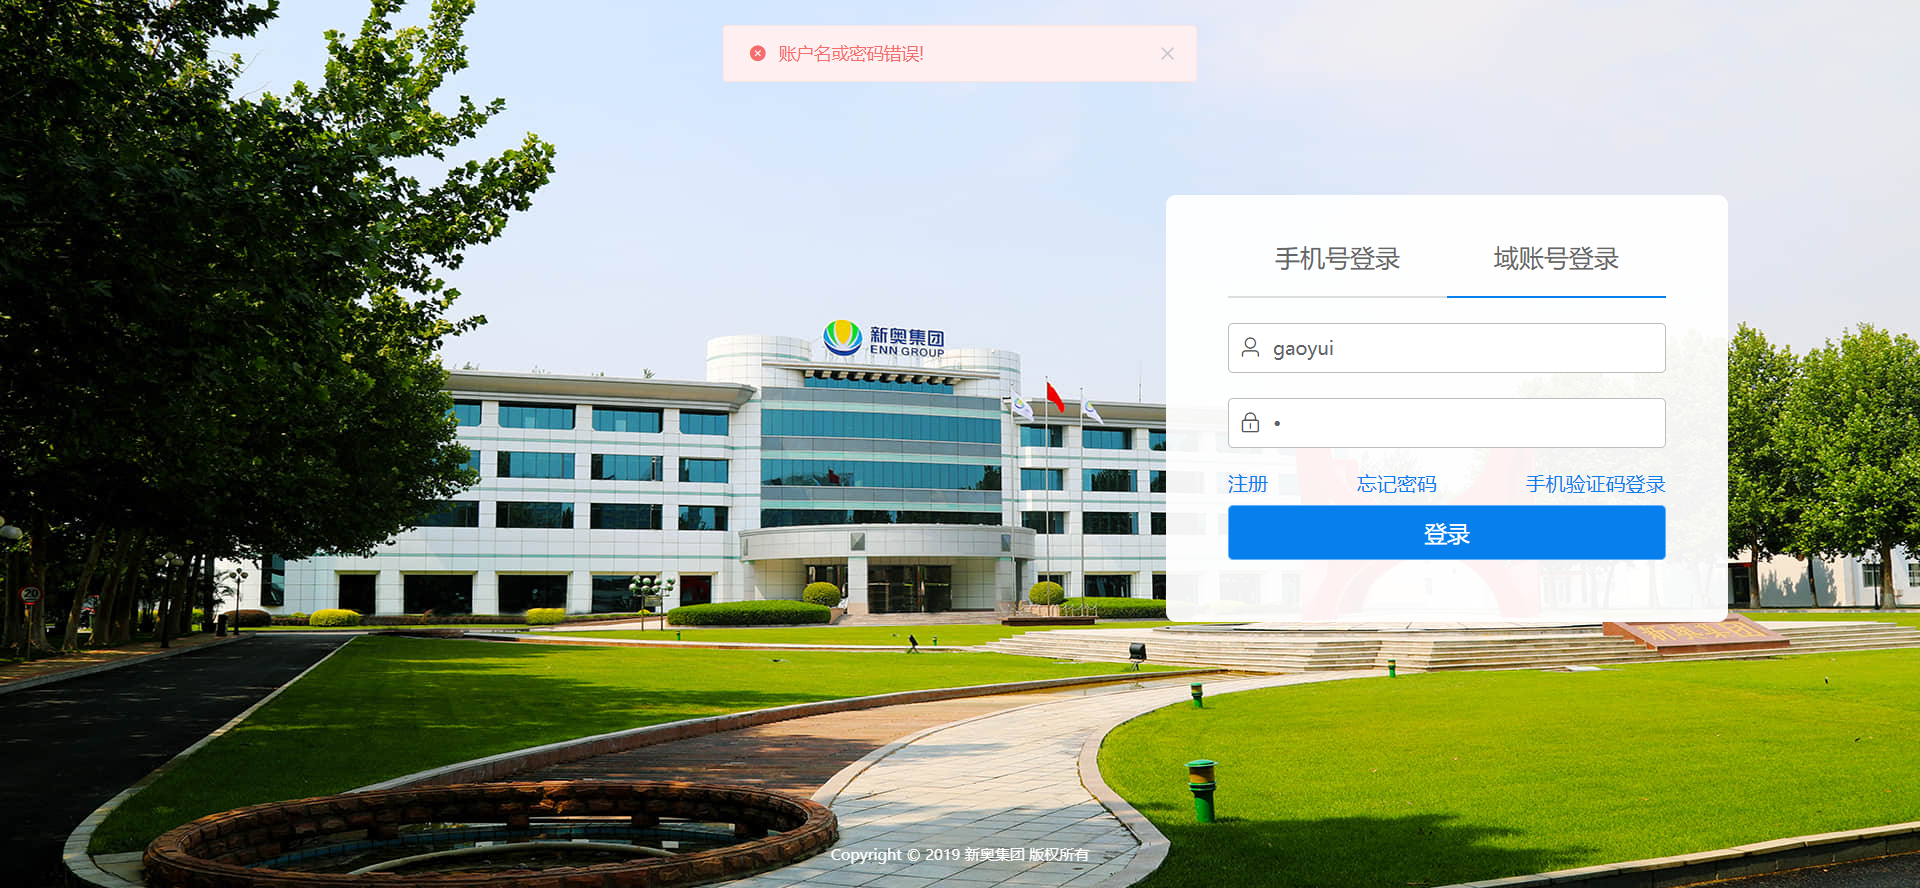 账户名或密码错误!
手机号登录
域账号登录
新奥集团
ENN GROUP
gaoyui
注册
忘记密码
手机验证码登录
登录
20
新奥集团
Copyright © 2019 新奥集团 版权所有